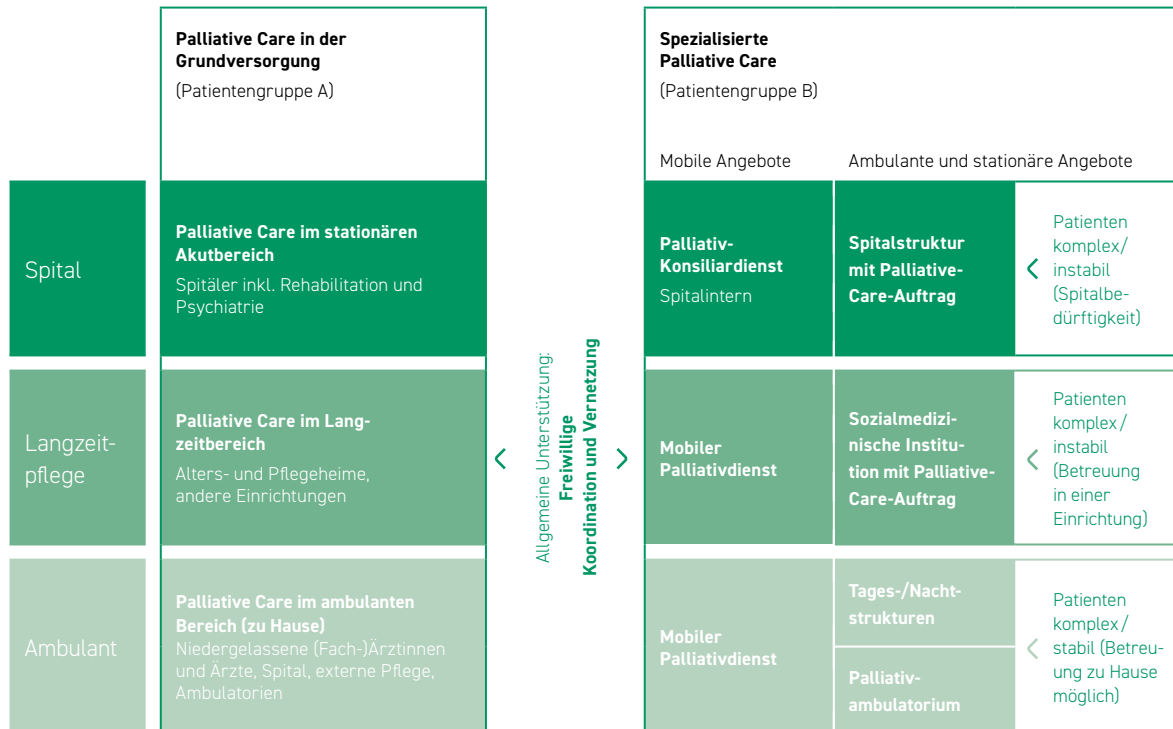 Palliative Care in der
Grundversorgung
(Patientengruppe A)
Spezialisierte
Palliative Care
(Patientengruppe B)
Mobile Angebote
Ambulante und stationäre Angebote
Spital
Palliative Care im stationären
Akutbereich
Spitäler inkl. Rehabilitation und
Psychiatrie
Palliativ-
Konsiliardienst
Spitalintern
Spitalstruktur
mit Palliative-
Care-Auftrag
Patienten
komplex/
instabil
(Spitalbe-
dürftigkeit)
Allgemeine Unterstützung:
Freiwillige
Koordination und Vernetzung
Langzeit-
pflege
Palliative Care im Lang-
zeitbereich
Alters- und Pflegeheime,
andere Einrichtungen
Mobiler
Palliativdienst
Sozialmedizi-
nische Institu-
tion mit Palliative-
Care-Auftrag
Patienten
komplex/
instabil
(Betreuung
in einer
Einrichtung)
Ambulant
Palliative Care im ambulanten
Bereich (zu Hause)
Niedergelassene (Fach-)Ärztinnen
und Ärzte, Spital, externe Pflege,
Ambulatorien
Mobiler
Palliativdienst
Tages-/Nacht-
strukturen
Palliativ-
ambulatorium
Patienten
komplex/
stabil (Betreu-
ung zu Hause
möglich)